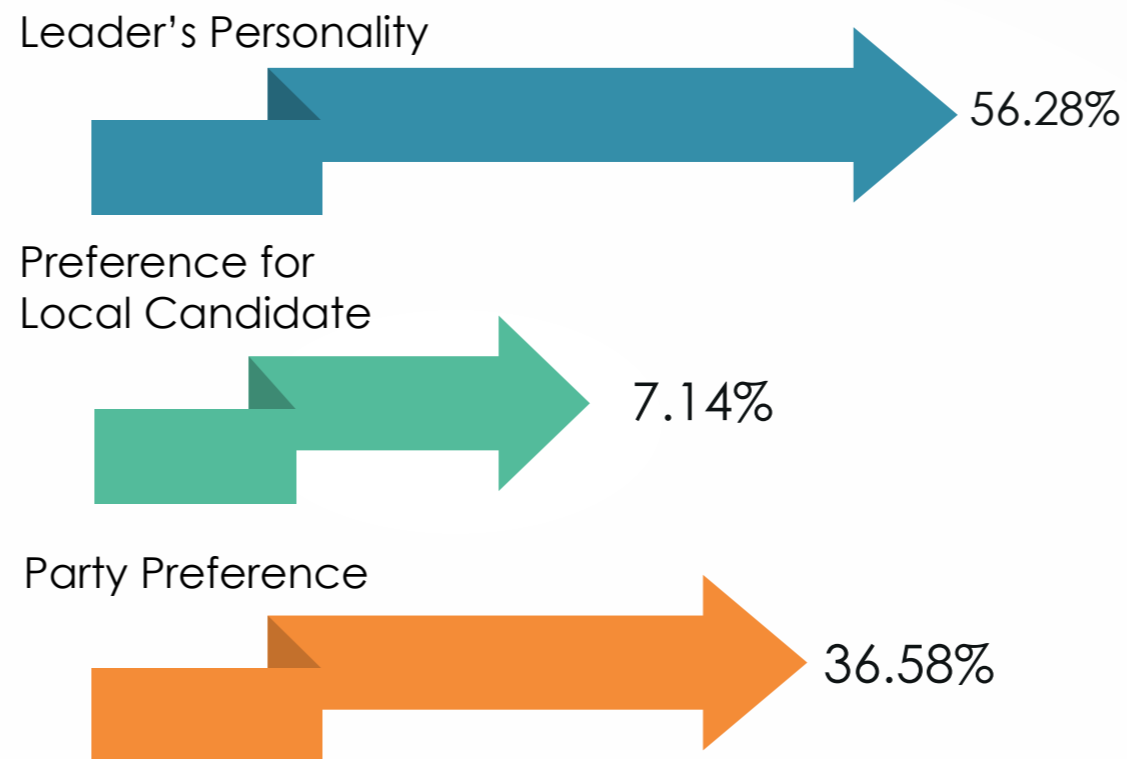 Leader’s Personality
56.28%
Preference for
Local Candidate
7.14%
Party Preference
36.58%